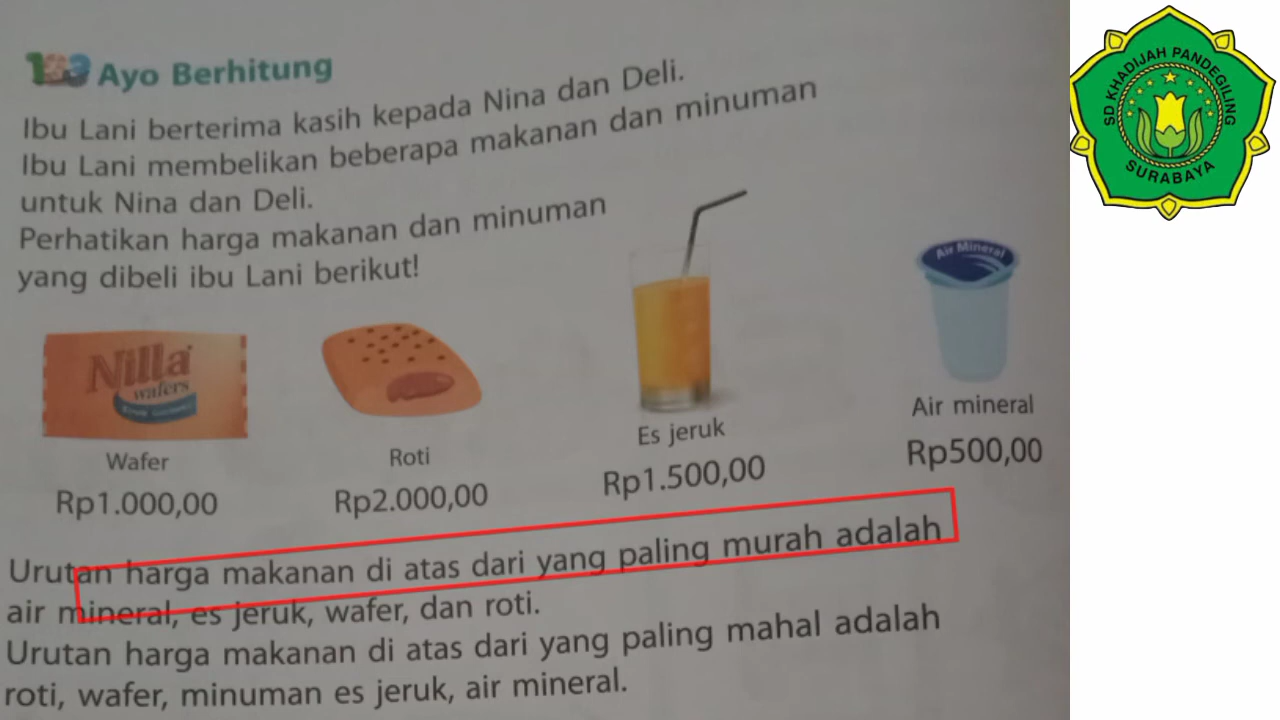 123 Ayo Berhitung
Ibu Lani berterima kasih kepada Nina dan Deli.
Ibu Lani membelikan beberapa makanan dan minuman
untuk Nina dan Deli.
Perhatikan harga makanan dan minuman
yang dibeli ibu Lani berikut!
Nilla
wafers
Wafer
Rp1.000,00
Roti
Rp2.000,00
Es jeruk
Rp1.500,00
Air Mineral
Air mineral
Rp500,00
Urutan harga makanan di atas dari yang paling murah adalah
air mineral, es jeruk, wafer, dan roti.
Urutan harga makanan di atas dari yang paling mahal adalah
roti, wafer, minuman es jeruk, air mineral.
SD KHADIJAH PANDEGILING
SURABAYA